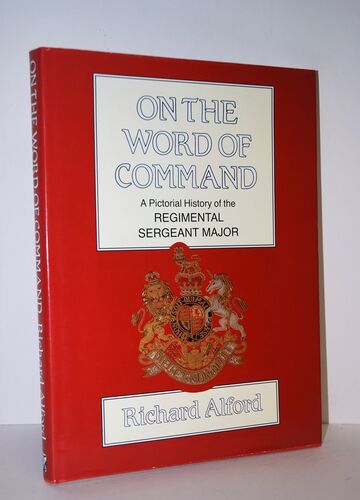 ON THE
WORD OF
COMMAND
A Pictorial History of the
REGIMENTAL
SERGEANT MAJOR
Richard Alford
ON THE WORD OF COMMAND Richard Alford